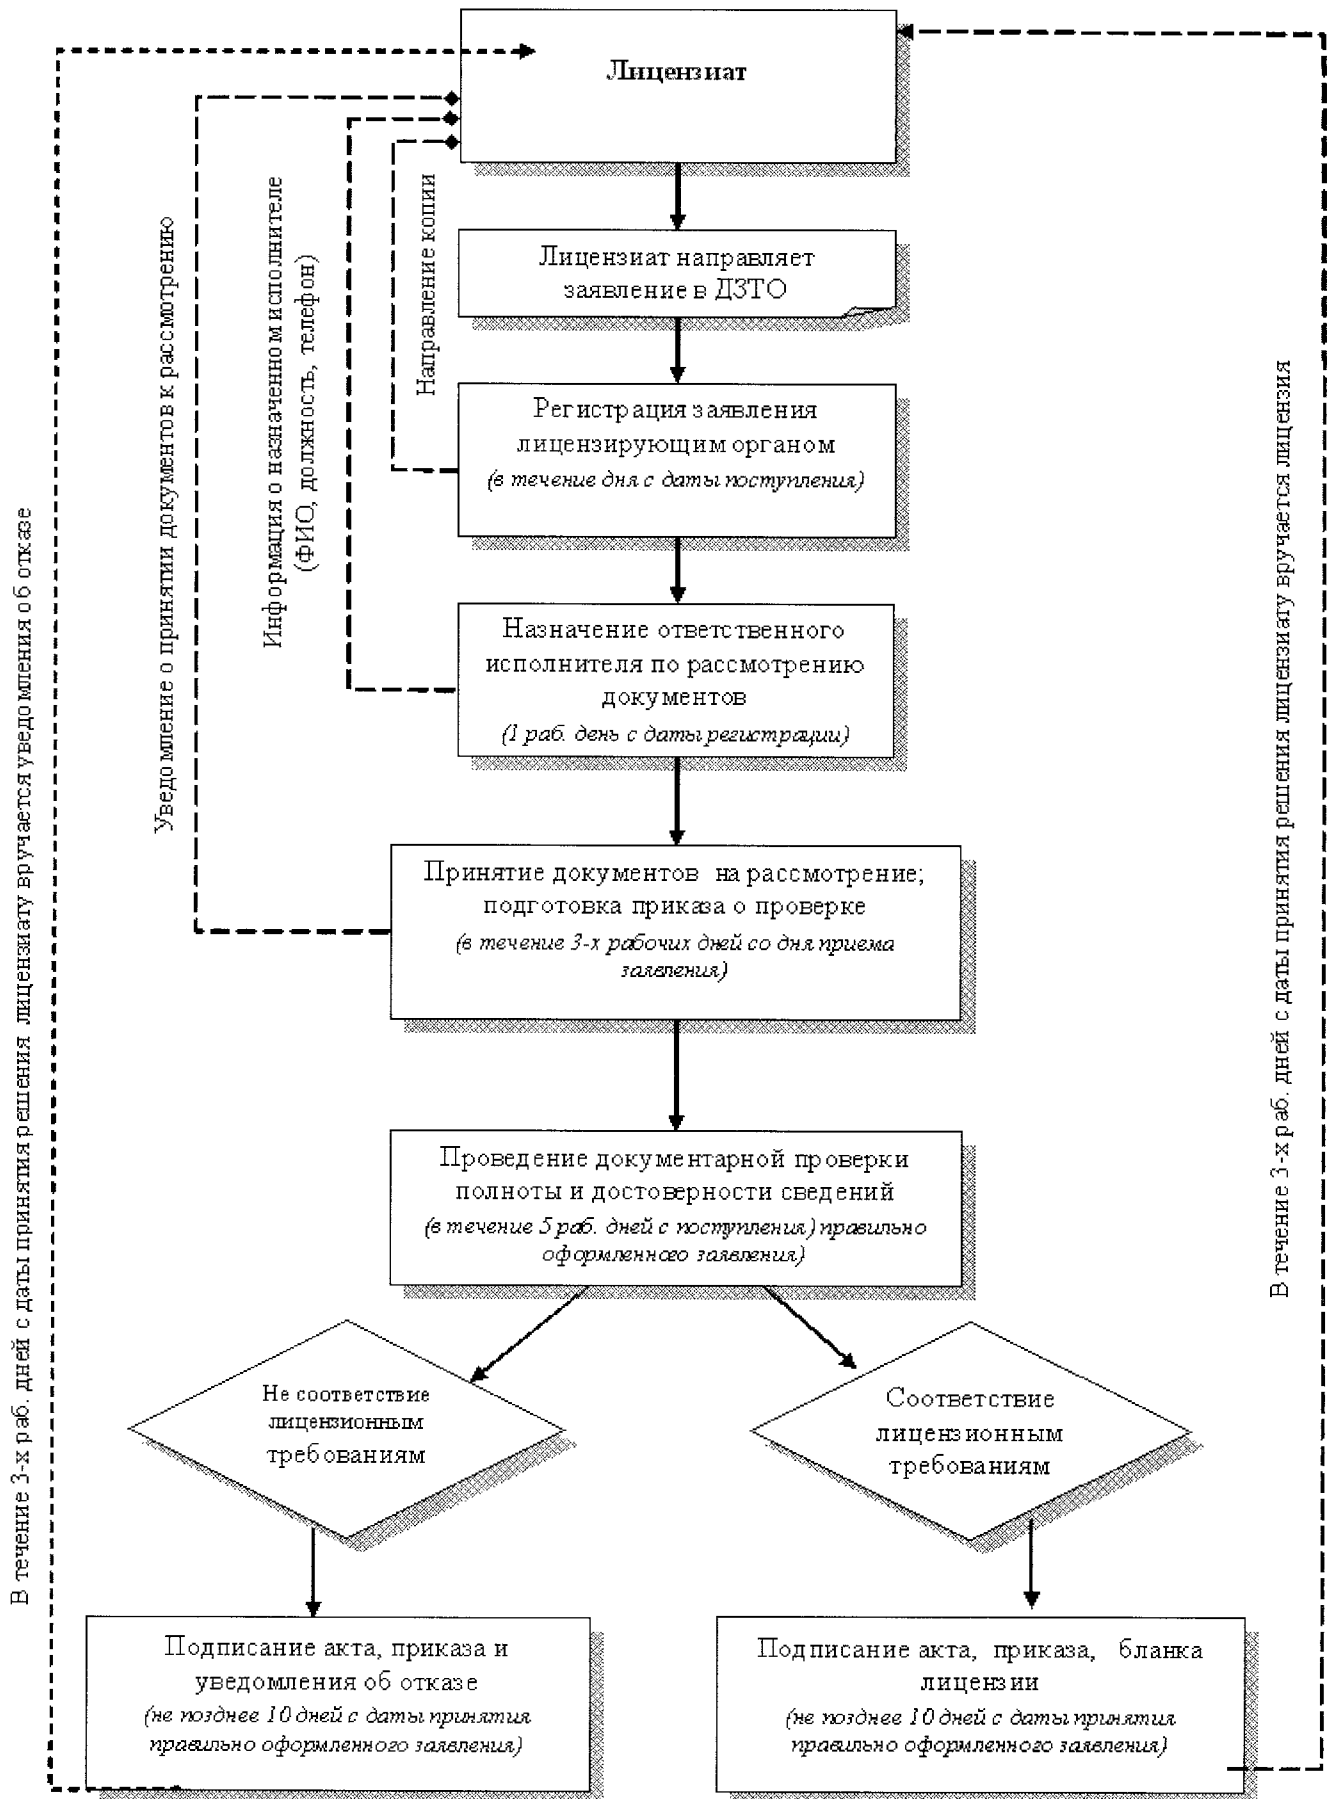 Лицензиат
Лицензиат направляет
заявление в ДЗТО
Регистрация заявления
лицензирующим органом
(в течение дня с даты поступления)
Назначение ответственного
исполнителя по рассмотрению
документов
(1 раб. день с даты регистрации)
Принятие документов на рассмотрение;
подготовка приказа о проверке
(в течение 3-х рабочих дней со дня приема
заявления)
Проведение документарной проверки
полноты и достоверности сведений
(в течение 5 раб. дней с поступления) правильно
оформленного заявления)
Не соответствие
лицензионным
требованиям
Соответствие
лицензионным
требованиям
Подписание акта, приказа и
уведомления об отказе
(не позднее 10 дней с даты принятия
правильно оформленного заявления)
Подписание акта, приказа, бланка
лицензии
(не позднее 10 дней с даты принятия
правильно оформленного заявления)
В течение 3-х раб. дней с даты принятия решения лицензиату вручается уведомления об отказе
Уведомление о принятии документов к рассмотрению
Информация о назначенном исполнителе
(ФИО, должность, телефон)
Направление копии
В течение 3-х раб. дней с даты принятия решения лицензиату вручается лицензия